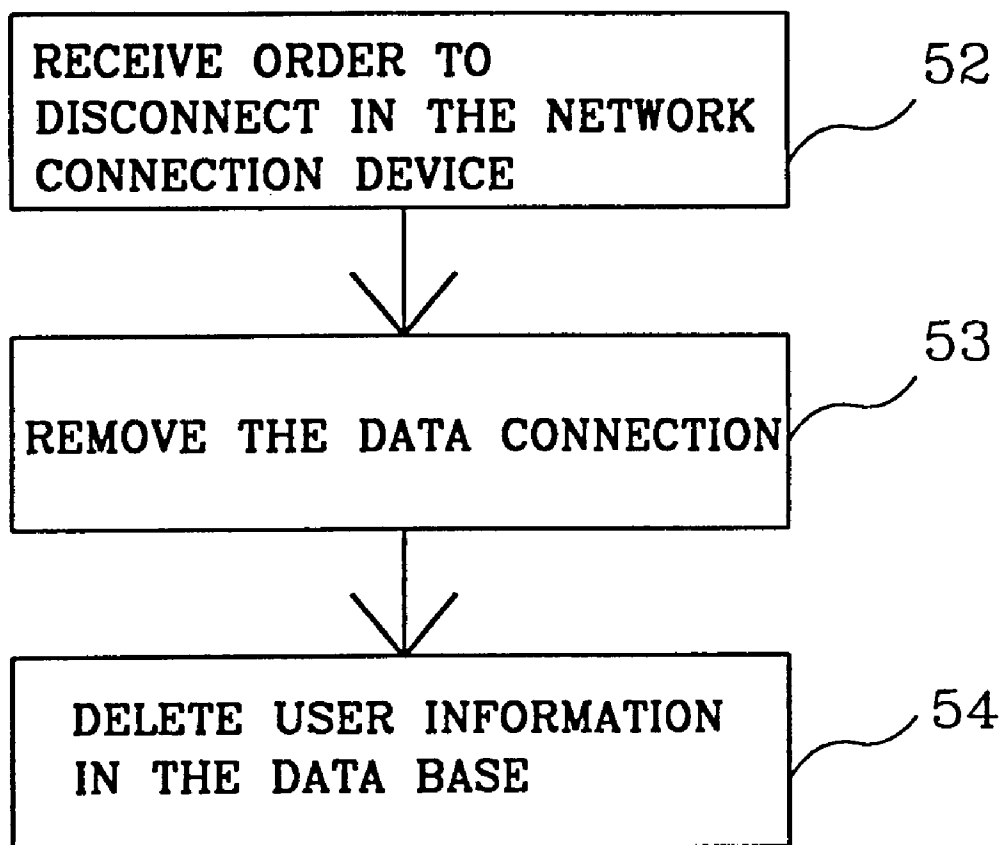 RECEIVE ORDER TO
DISCONNECT IN THE NETWORK
CONNECTION DEVICE
52
REMOVE THE DATA CONNECTION
53
DELETE USER INFORMATION
IN THE DATA BASE
54